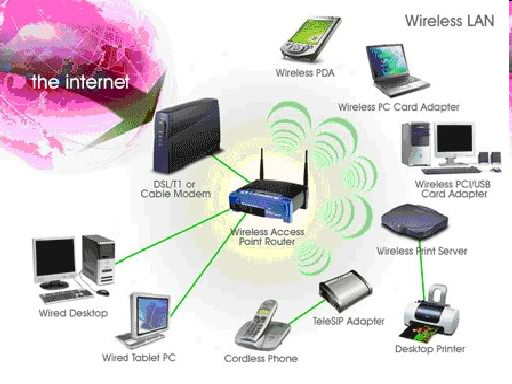 Wireless LAN
the internet
Wireless PDA
Wireless PC Card Adapter
DSL/T1 or
Cable Modem
Wireless PCI/USB
Card Adapter
Wireless Access
Point Router
Wireless Print Server
Wired Desktop
TeleSIP Adapter
Wired Tablet PC
Cordless Phone
Desktop Printer